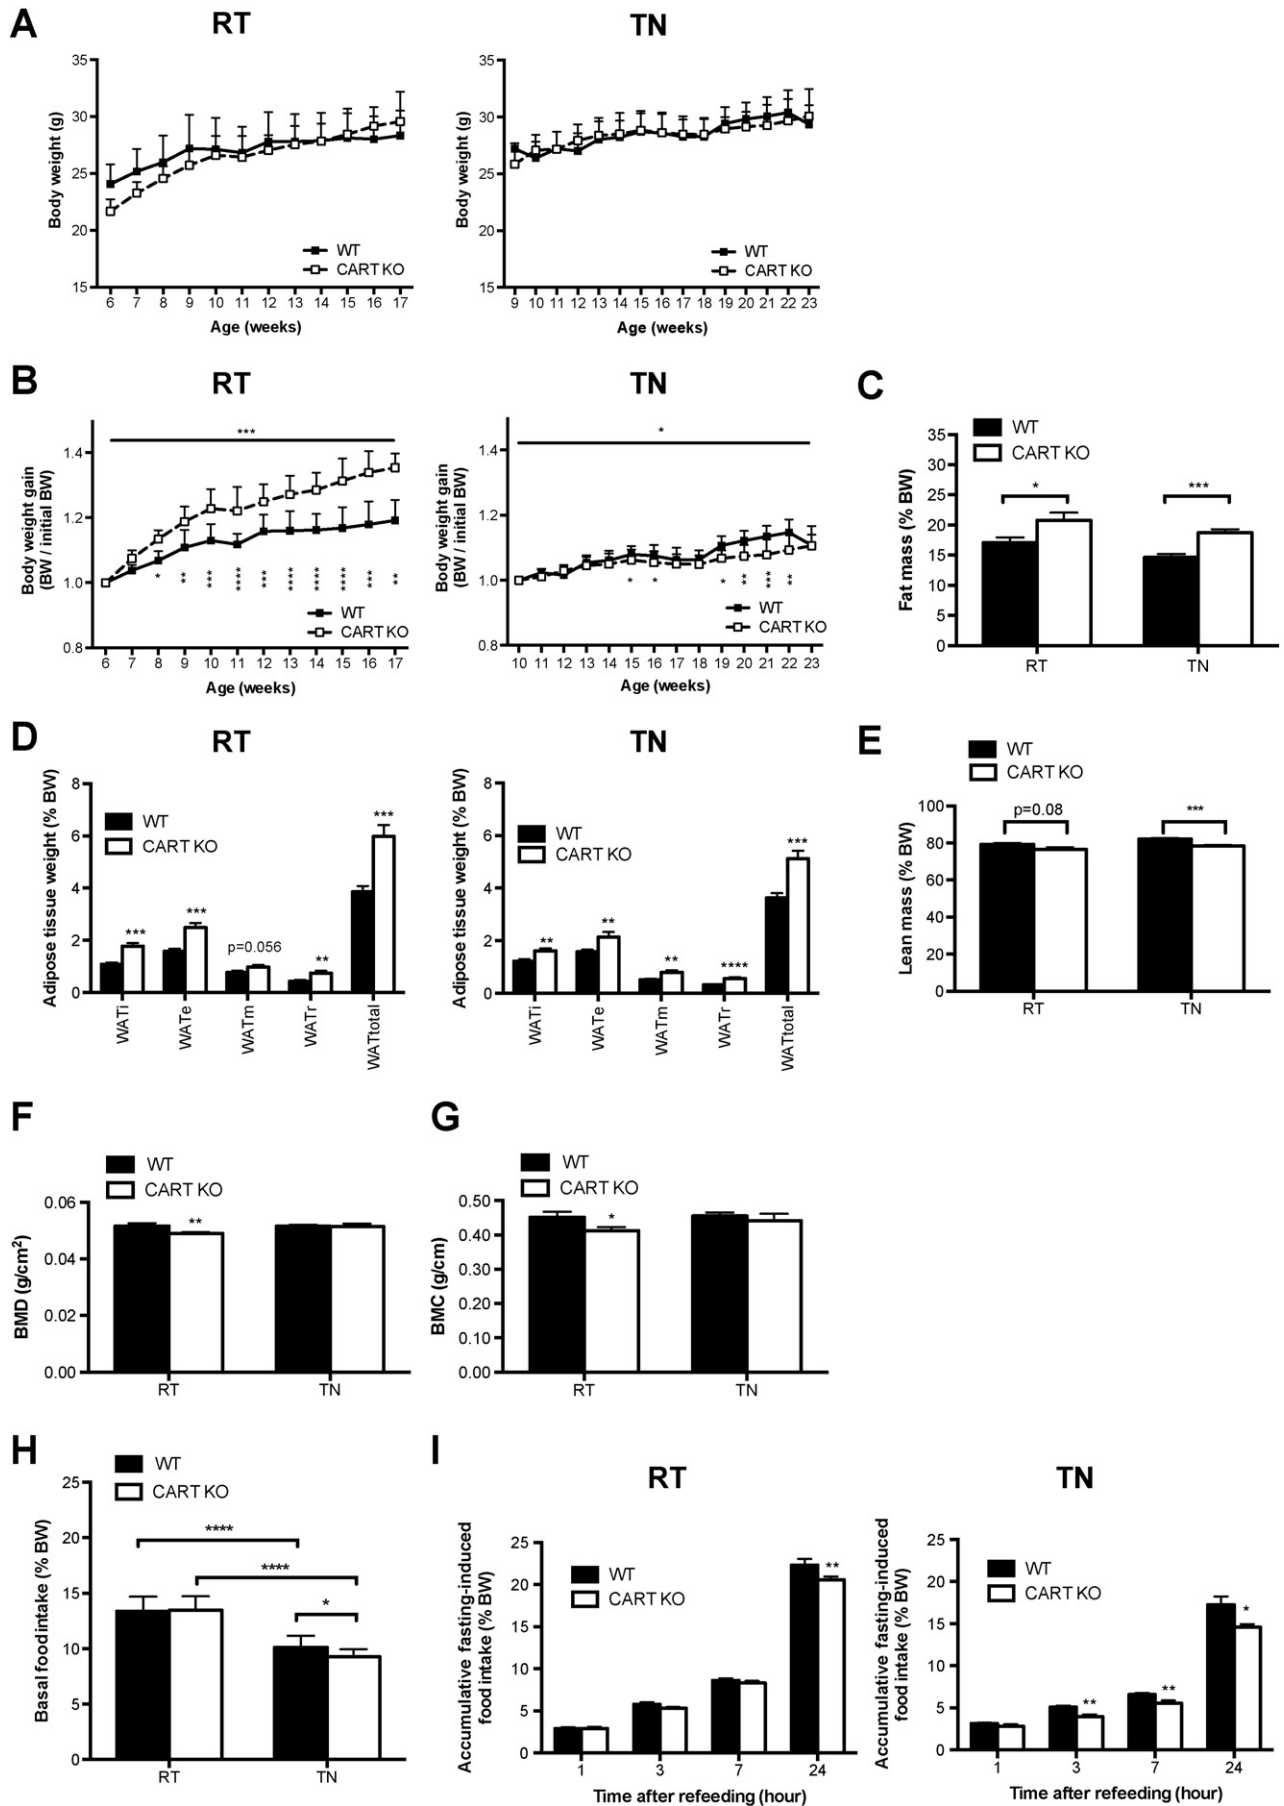 A
RT
TN
Body weight (g)
35
30
25
20
15
WT
CART KO
6 7 8 9 10 11 12 13 14 15 16 17
Age (weeks)
Body weight (g)
35
30
25
20
15
WT
CART KO
9 10 11 12 13 14 15 16 17 18 19 20 21 22 23
Age (weeks)
B
RT
TN
Body weight gain
(BW / initial BW)
1.4
1.2
1.0
0.8
***
* ** *** **** *** **** **** **** *** **
WT
CART KO
6 7 8 9 10 11 12 13 14 15 16 17
Age (weeks)
Body weight gain
(BW / initial BW)
1.4
1.2
1.0
0.8
*
* * * ** *** **
WT
CART KO
10 11 12 13 14 15 16 17 18 19 20 21 22 23
Age (weeks)
C
WT
CART KO
Fat mass (% BW)
35
30
25
20
15
10
5
0
* ***
RT TN
D
RT
TN
Adipose tissue weight (% BW)
8
6
4
2
0
WT
CART KO
*** *** p=0.056 ** ***
WATi WATe WATm WATr WATtotal
Adipose tissue weight (% BW)
8
6
4
2
0
WT
CART KO
** ** ** **** ***
WATi WATe WATm WATr WATtotal
E
WT
CART KO
Lean mass (% BW)
100
80
60
40
20
0
p=0.08 ***
RT TN
F
WT
CART KO
BMD (g/cm²)
0.06
0.04
0.02
0.00
**
RT TN
G
WT
CART KO
BMC (g/cm)
0.50
0.40
0.30
0.20
0.10
0.00
*
RT TN
H
WT
CART KO
Basal food intake (% BW)
25
20
15
10
5
0
****
****
*
RT TN
I
RT
TN
Accumulative fasting-induced
food intake (% BW)
25
20
15
10
5
0
WT
CART KO
**
1 3 7 24
Time after refeeding (hour)
Accumulative fasting-induced
food intake (% BW)
25
20
15
10
5
0
WT
CART KO
** ** *
1 3 7 24
Time after refeeding (hour)